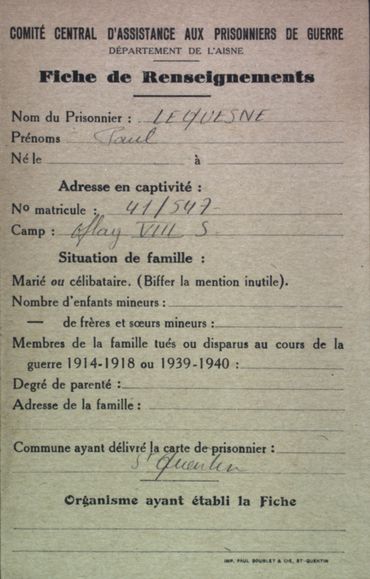 COMITÉ CENTRAL D'ASSISTANCE AUX PRISONNIERS DE GUERRE
DÉPARTEMENT DE L'AISNE
Fiche de Renseignements
Nom du Prisonnier : LEQUESNE
Prénoms Paul
Né le à
Adresse en captivité :
No matricule : 41/547
Camp : Oflag VIII S
Situation de famille :
Marié ou célibataire. (Biffer la mention inutile).
Nombre d'enfants mineurs :
— de frères et sœurs mineurs :
Membres de la famille tués ou disparus au cours de la
guerre 1914-1918 ou 1939-1940 :
Degré de parenté :
Adresse de la famille :
Commune ayant délivré la carte de prisonnier :
St Quentin
Organisme ayant établi la Fiche
IMP. PAUL DOUBLET & CIE, ST-QUENTIN